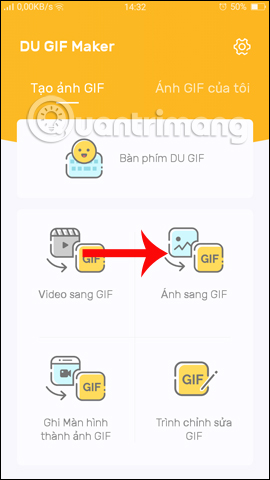 0,00KB/s 14:32 50%
DU GIF Maker
Tạo ảnh GIF Ảnh GIF của tôi
Quantrimang
Bàn phím DU GIF
GIF GIF
Video sang GIF Ảnh sang GIF
GIF GIF
Ghi Màn hình Trình chỉnh sửa
thành ảnh GIF GIF